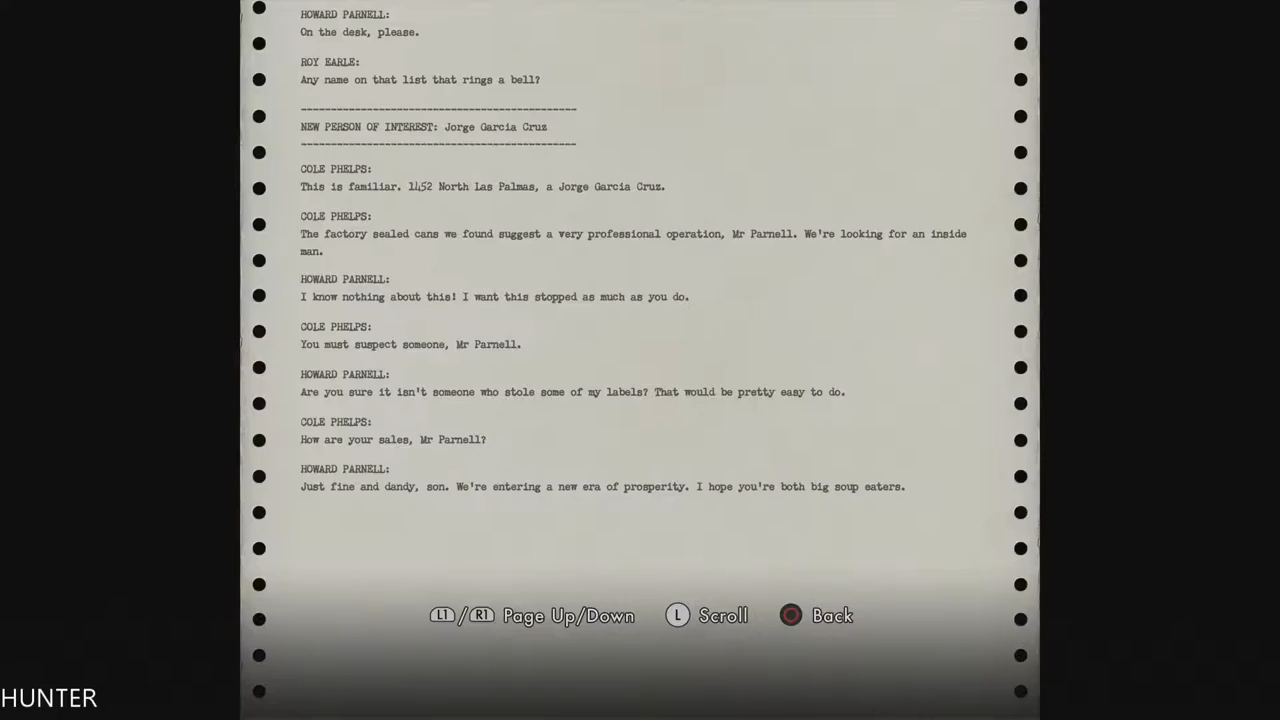 HOWARD PARNELL:
On the desk, please.
ROY EARLE:
Any name on that list that rings a bell?
----------------------------------------------
NEW PERSON OF INTEREST: Jorge Garcia Cruz
----------------------------------------------
COLE PHELPS:
This is familiar. 1452 North Las Palmas, a Jorge Garcia Cruz.
COLE PHELPS:
The factory sealed cans we found suggest a very professional operation, Mr Parnell. We're looking for an inside
man.
HOWARD PARNELL:
I know nothing about this! I want this stopped as much as you do.
COLE PHELPS:
You must suspect someone, Mr Parnell.
HOWARD PARNELL:
Are you sure it isn't someone who stole some of my labels? That would be pretty easy to do.
COLE PHELPS:
How are your sales, Mr Parnell?
HOWARD PARNELL:
Just fine and dandy, son. We're entering a new era of prosperity. I hope you're both big soup eaters.
L1/R1 Page Up/Down L Scroll Back
HUNTER